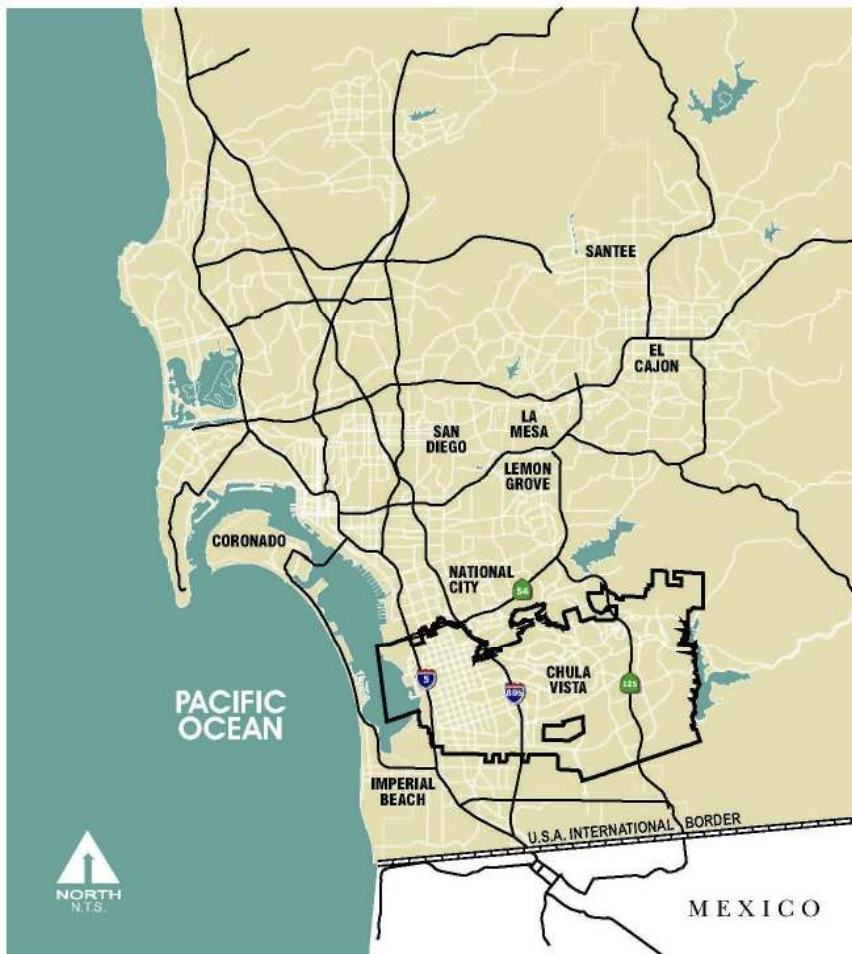 SANTEE
EL
CAJON
LA
MESA
SAN
DIEGO
LEMON
GROVE
CORONADO
NATIONAL
CITY
54
CHULA
VISTA
5
805
125
PACIFIC
OCEAN
IMPERIAL
BEACH
U.S.A. INTERNATIONAL BORDER
NORTH
N.T.S.
MEXICO